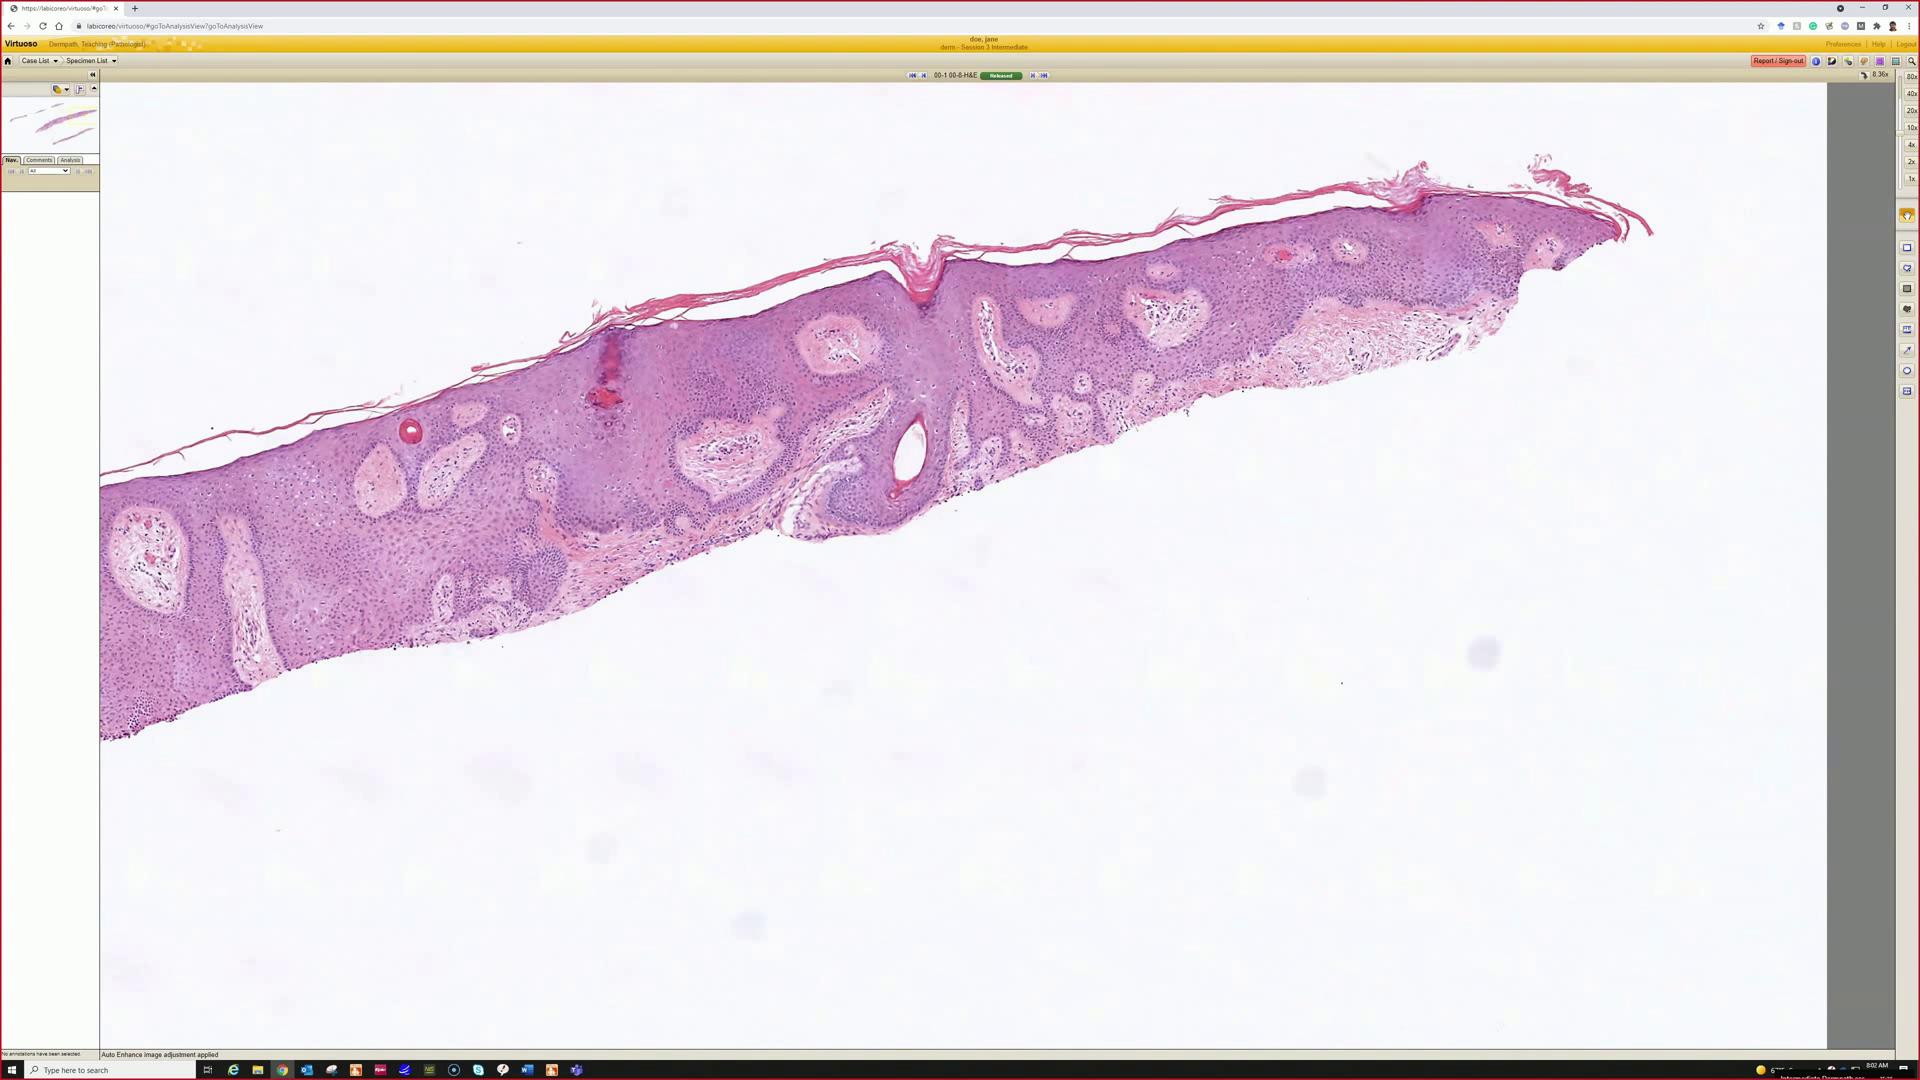 https://labicoreo/virtuoso/#goTo
labicoreo/virtuoso/#goToAnalysisView?goToAnalysisView
Virtuoso
Dermpath, Teaching (Pathologist)
doe, jane
derm - Session 3 Intermediate
Preferences | Help | Logout
Case List
Specimen List
Report / Sign-out
00-1 00-6-H&E
Released
8.36x
80x
40x
20x
10x
4x
2x
1x
Nav.
Comments
Analysis
All
No annotations have been selected.
Auto Enhance image adjustment applied
Type here to search
8:02 AM